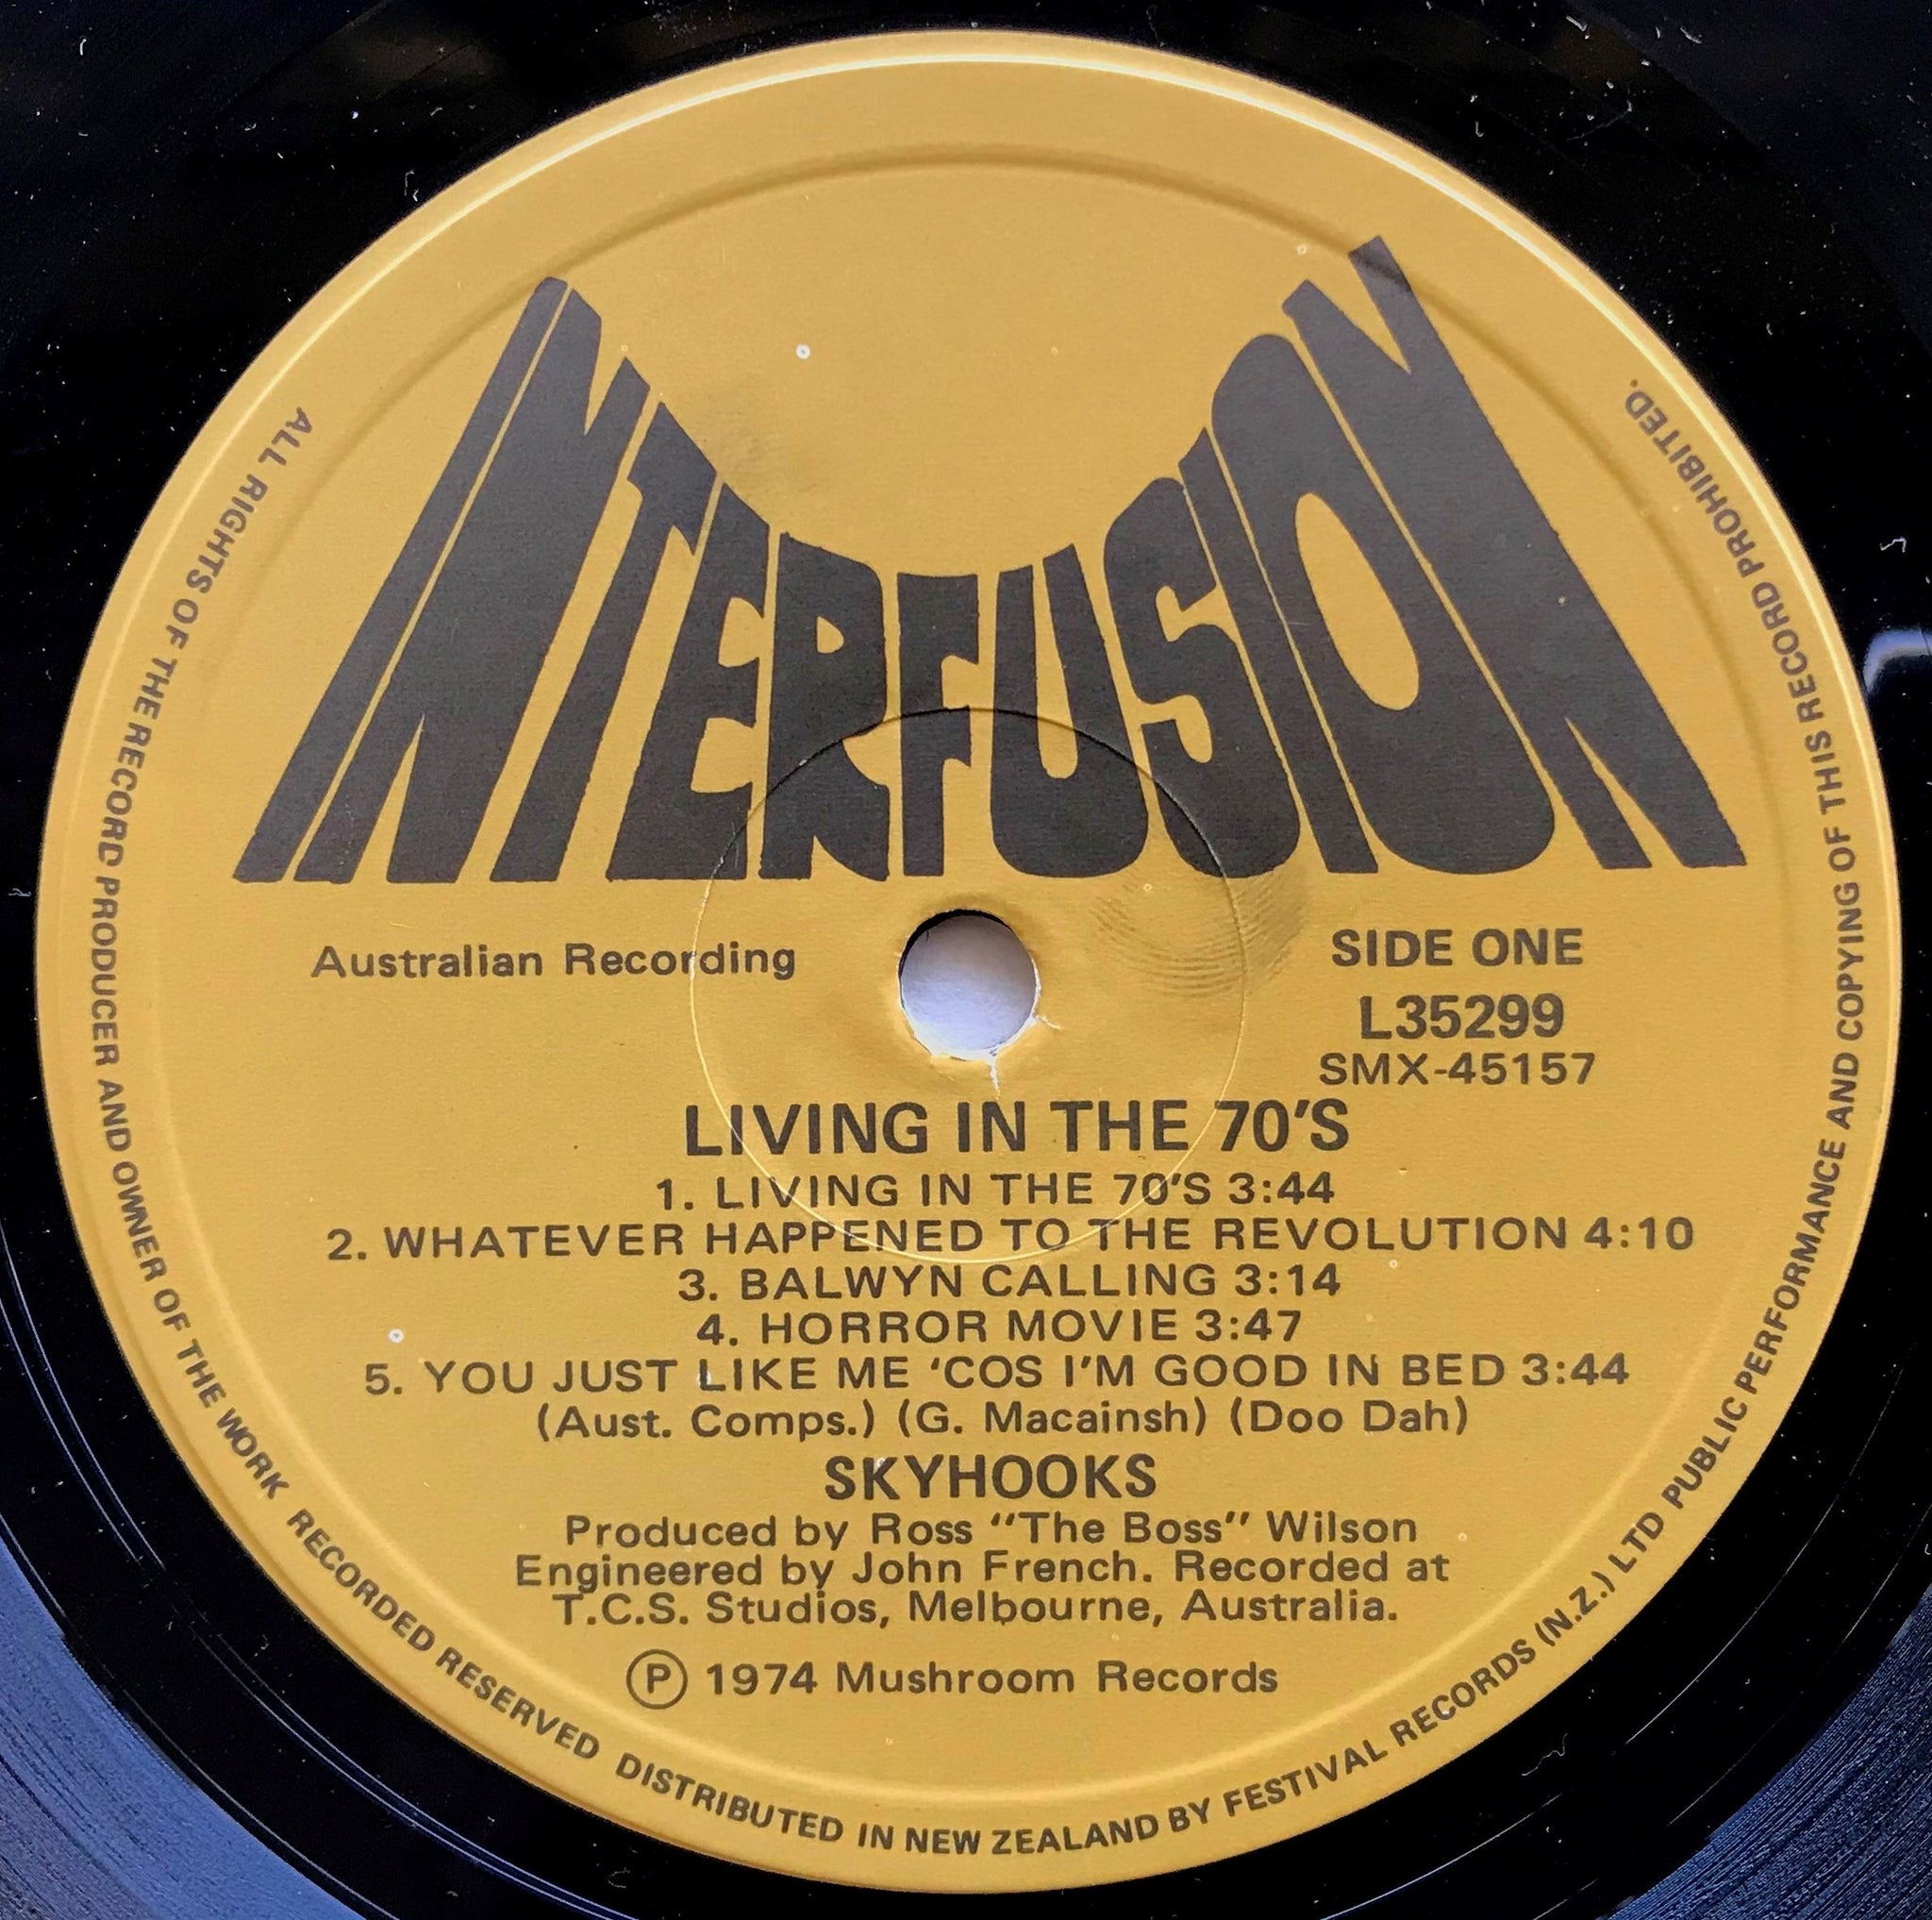 INTERFUSION
Australian Recording
SIDE ONE
L35299
SMX-45157
LIVING IN THE 70'S
1. LIVING IN THE 70'S 3:44
2. WHATEVER HAPPENED TO THE REVOLUTION 4:10
3. BALWYN CALLING 3:14
4. HORROR MOVIE 3:47
5. YOU JUST LIKE ME ‘COS I'M GOOD IN BED 3:44
(Aust. Comps.) (G. Macainsh) (Doo Dah)
SKYHOOKS
Produced by Ross "The Boss" Wilson
Engineered by John French. Recorded at
T.C.S. Studios, Melbourne, Australia.
Ⓟ 1974 Mushroom Records
ALL RIGHTS OF THE RECORD PRODUCER AND OWNER OF THE WORK RECORDED RESERVED DISTRIBUTED IN NEW ZEALAND BY FESTIVAL RECORDS (N.Z.) LTD PUBLIC PERFORMANCE AND COPYING OF THIS RECORD PROHIBITED.